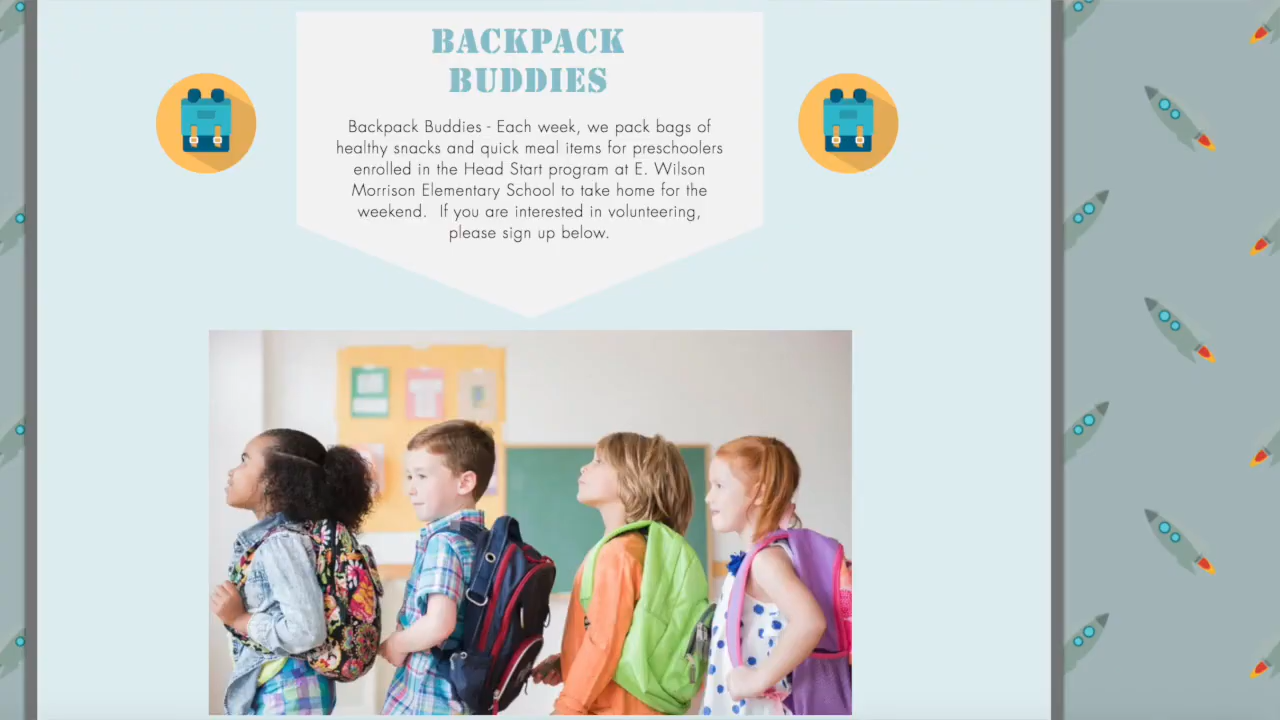 BACKPACK
BUDDIES
Backpack Buddies - Each week, we pack bags of
healthy snacks and quick meal items for preschoolers
enrolled in the Head Start program at E. Wilson
Morrison Elementary School to take home for the
weekend.  If you are interested in volunteering,
please sign up below.